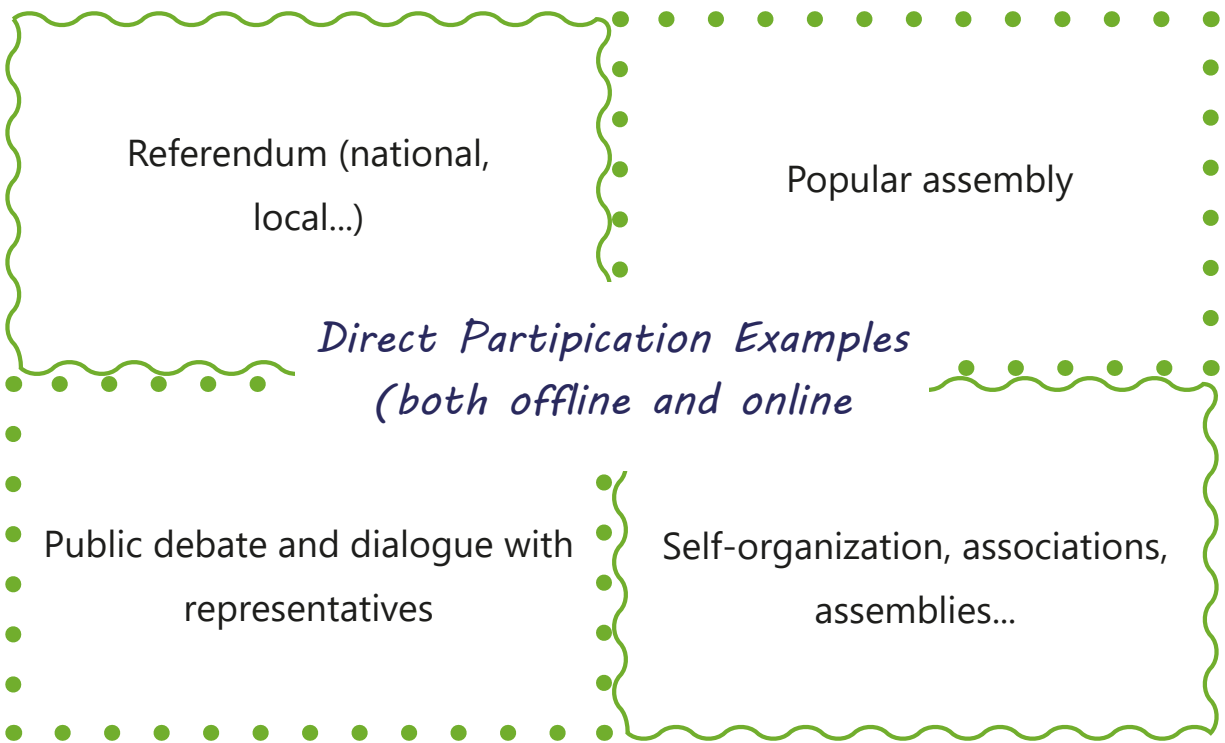 Referendum (national,
local...)
Popular assembly
Direct Partipication Examples
(both offline and online
Public debate and dialogue with
representatives
Self-organization, associations,
assemblies...